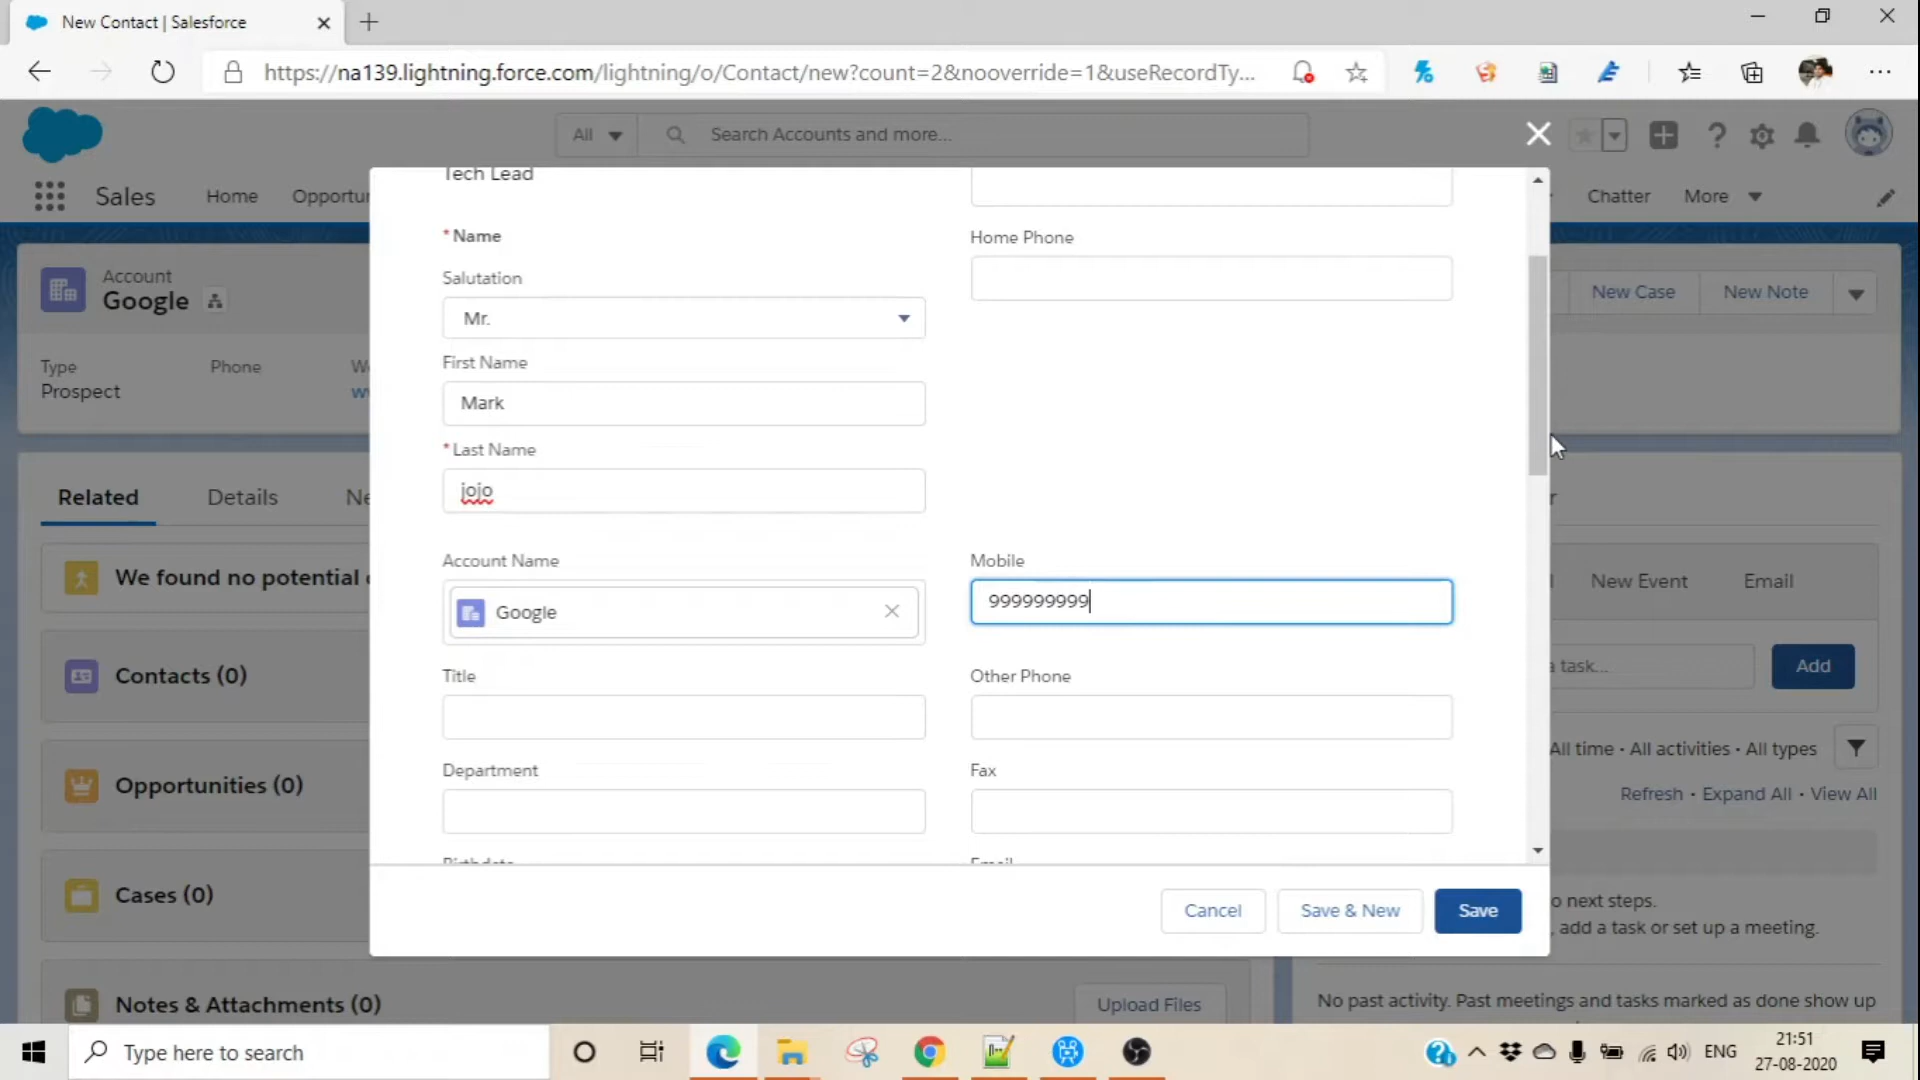 New Contact | Salesforce
https://na139.lightning.force.com/lightning/o/Contact/new?count=2&nooverride=1&useRecordTy...
All
Search Accounts and more...
Sales
Home
Chatter
More
Account
Google
New Case
New Note
Type
Phone
Prospect
Related
Details
We found no potential
Contacts (0)
Opportunities (0)
Cases (0)
Notes & Attachments (0)
Upload Files
Tech Lead
*Name
Home Phone
Salutation
Mr.
First Name
Mark
*Last Name
jojo
Account Name
Mobile
Google
999999999
Title
Other Phone
Department
Fax
Birthdate
Email
Cancel
Save & New
Save
New Event
Email
a task...
Add
All time • All activities • All types
Refresh • Expand All • View All
o next steps.
, add a task or set up a meeting.
No past activity. Past meetings and tasks marked as done show up
Type here to search
ENG
21:51
27-08-2020